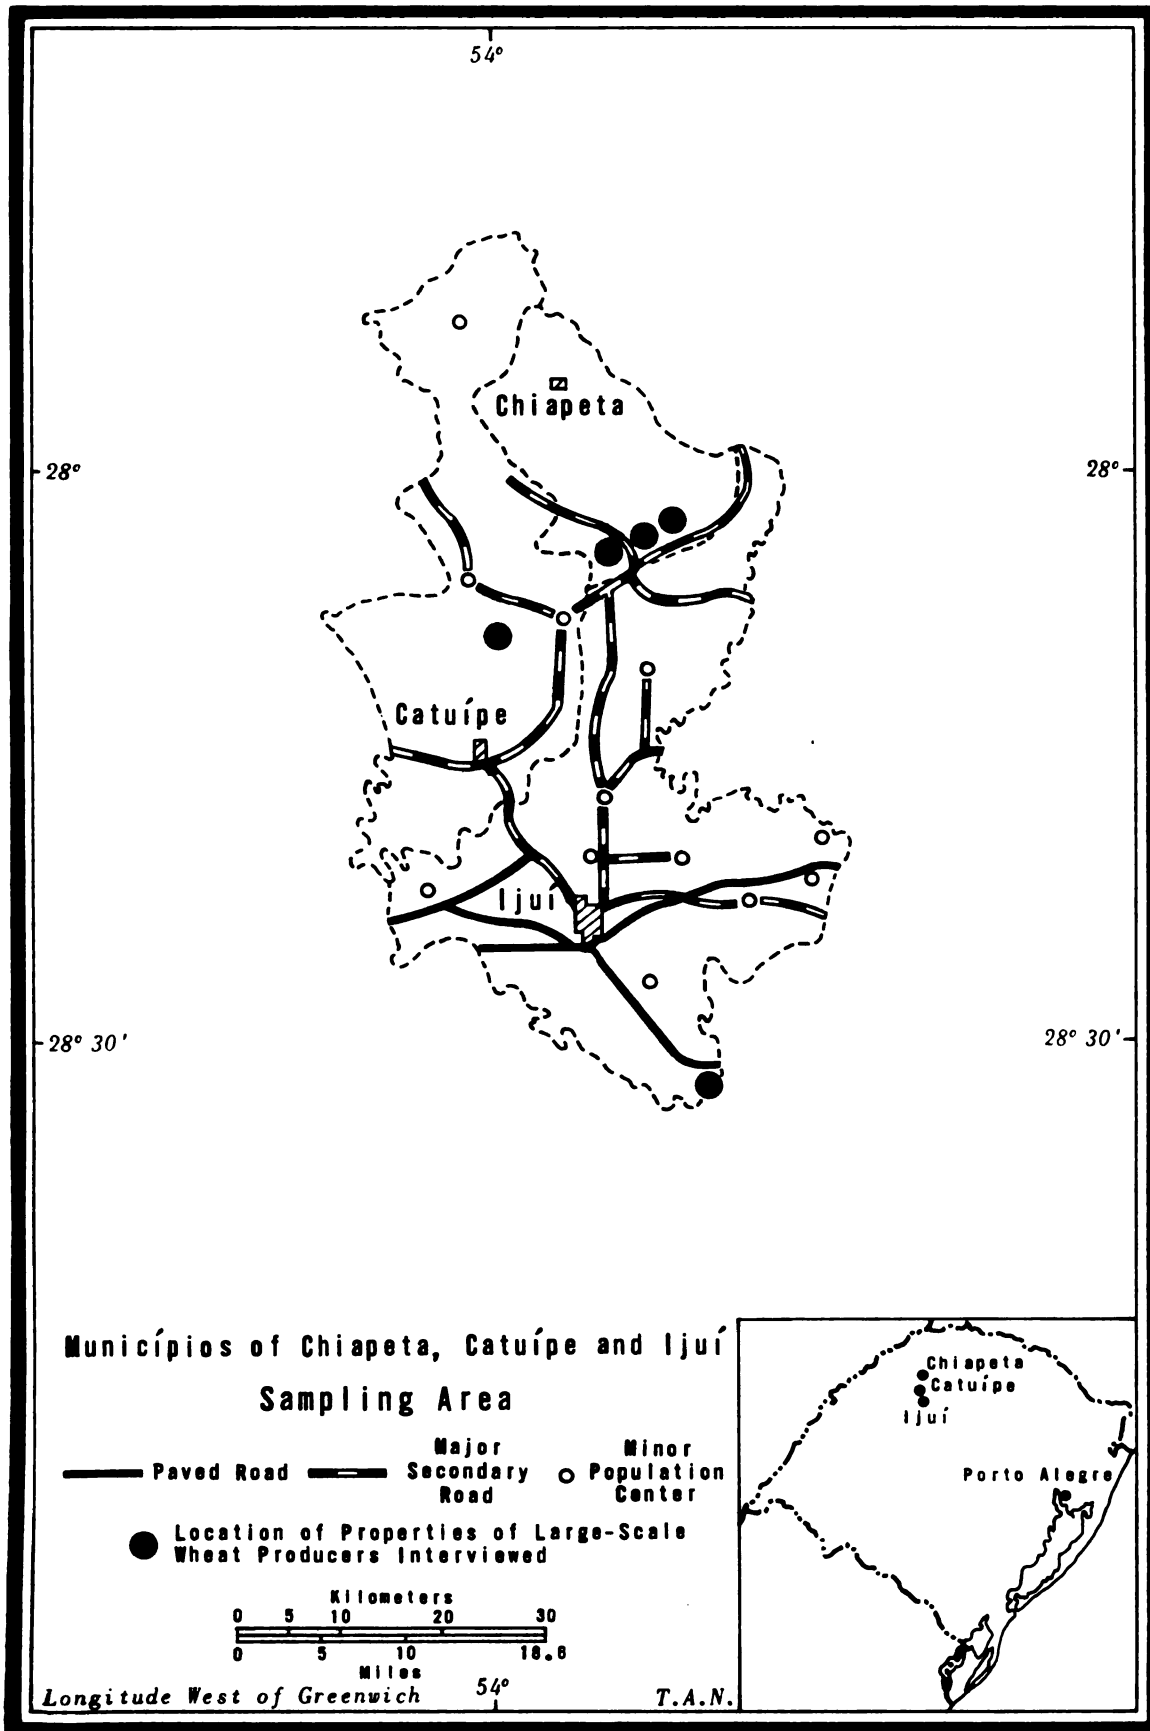 54°
Chiapeta
28°
28°
Catuípe
Ijuí
28° 30'
28° 30'
Municípios of Chiapeta, Catuípe and Ijuí
Sampling Area
Paved Road
Major
Secondary
Road
Minor
Population
Center
Location of Properties of Large-Scale
Wheat Producers Interviewed
Kilometers
0 5 10 20 30
0 5 10 18.6
Miles
Longitude West of Greenwich
54°
T.A.N.
Chiapeta
Catuípe
Ijuí
Porto Alegre